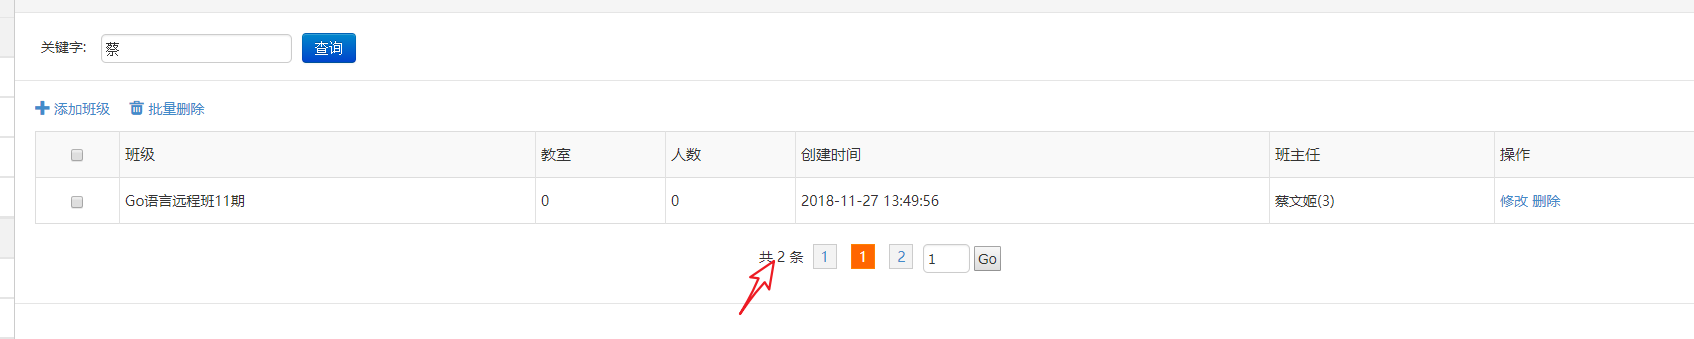 关键字: 蔡 查询
添加班级 批量删除
班级 教室 人数 创建时间 班主任 操作
Go语言远程班11期 0 0 2018-11-27 13:49:56 蔡文姬(3) 修改 删除
共 2 条 1 1 2 1 Go